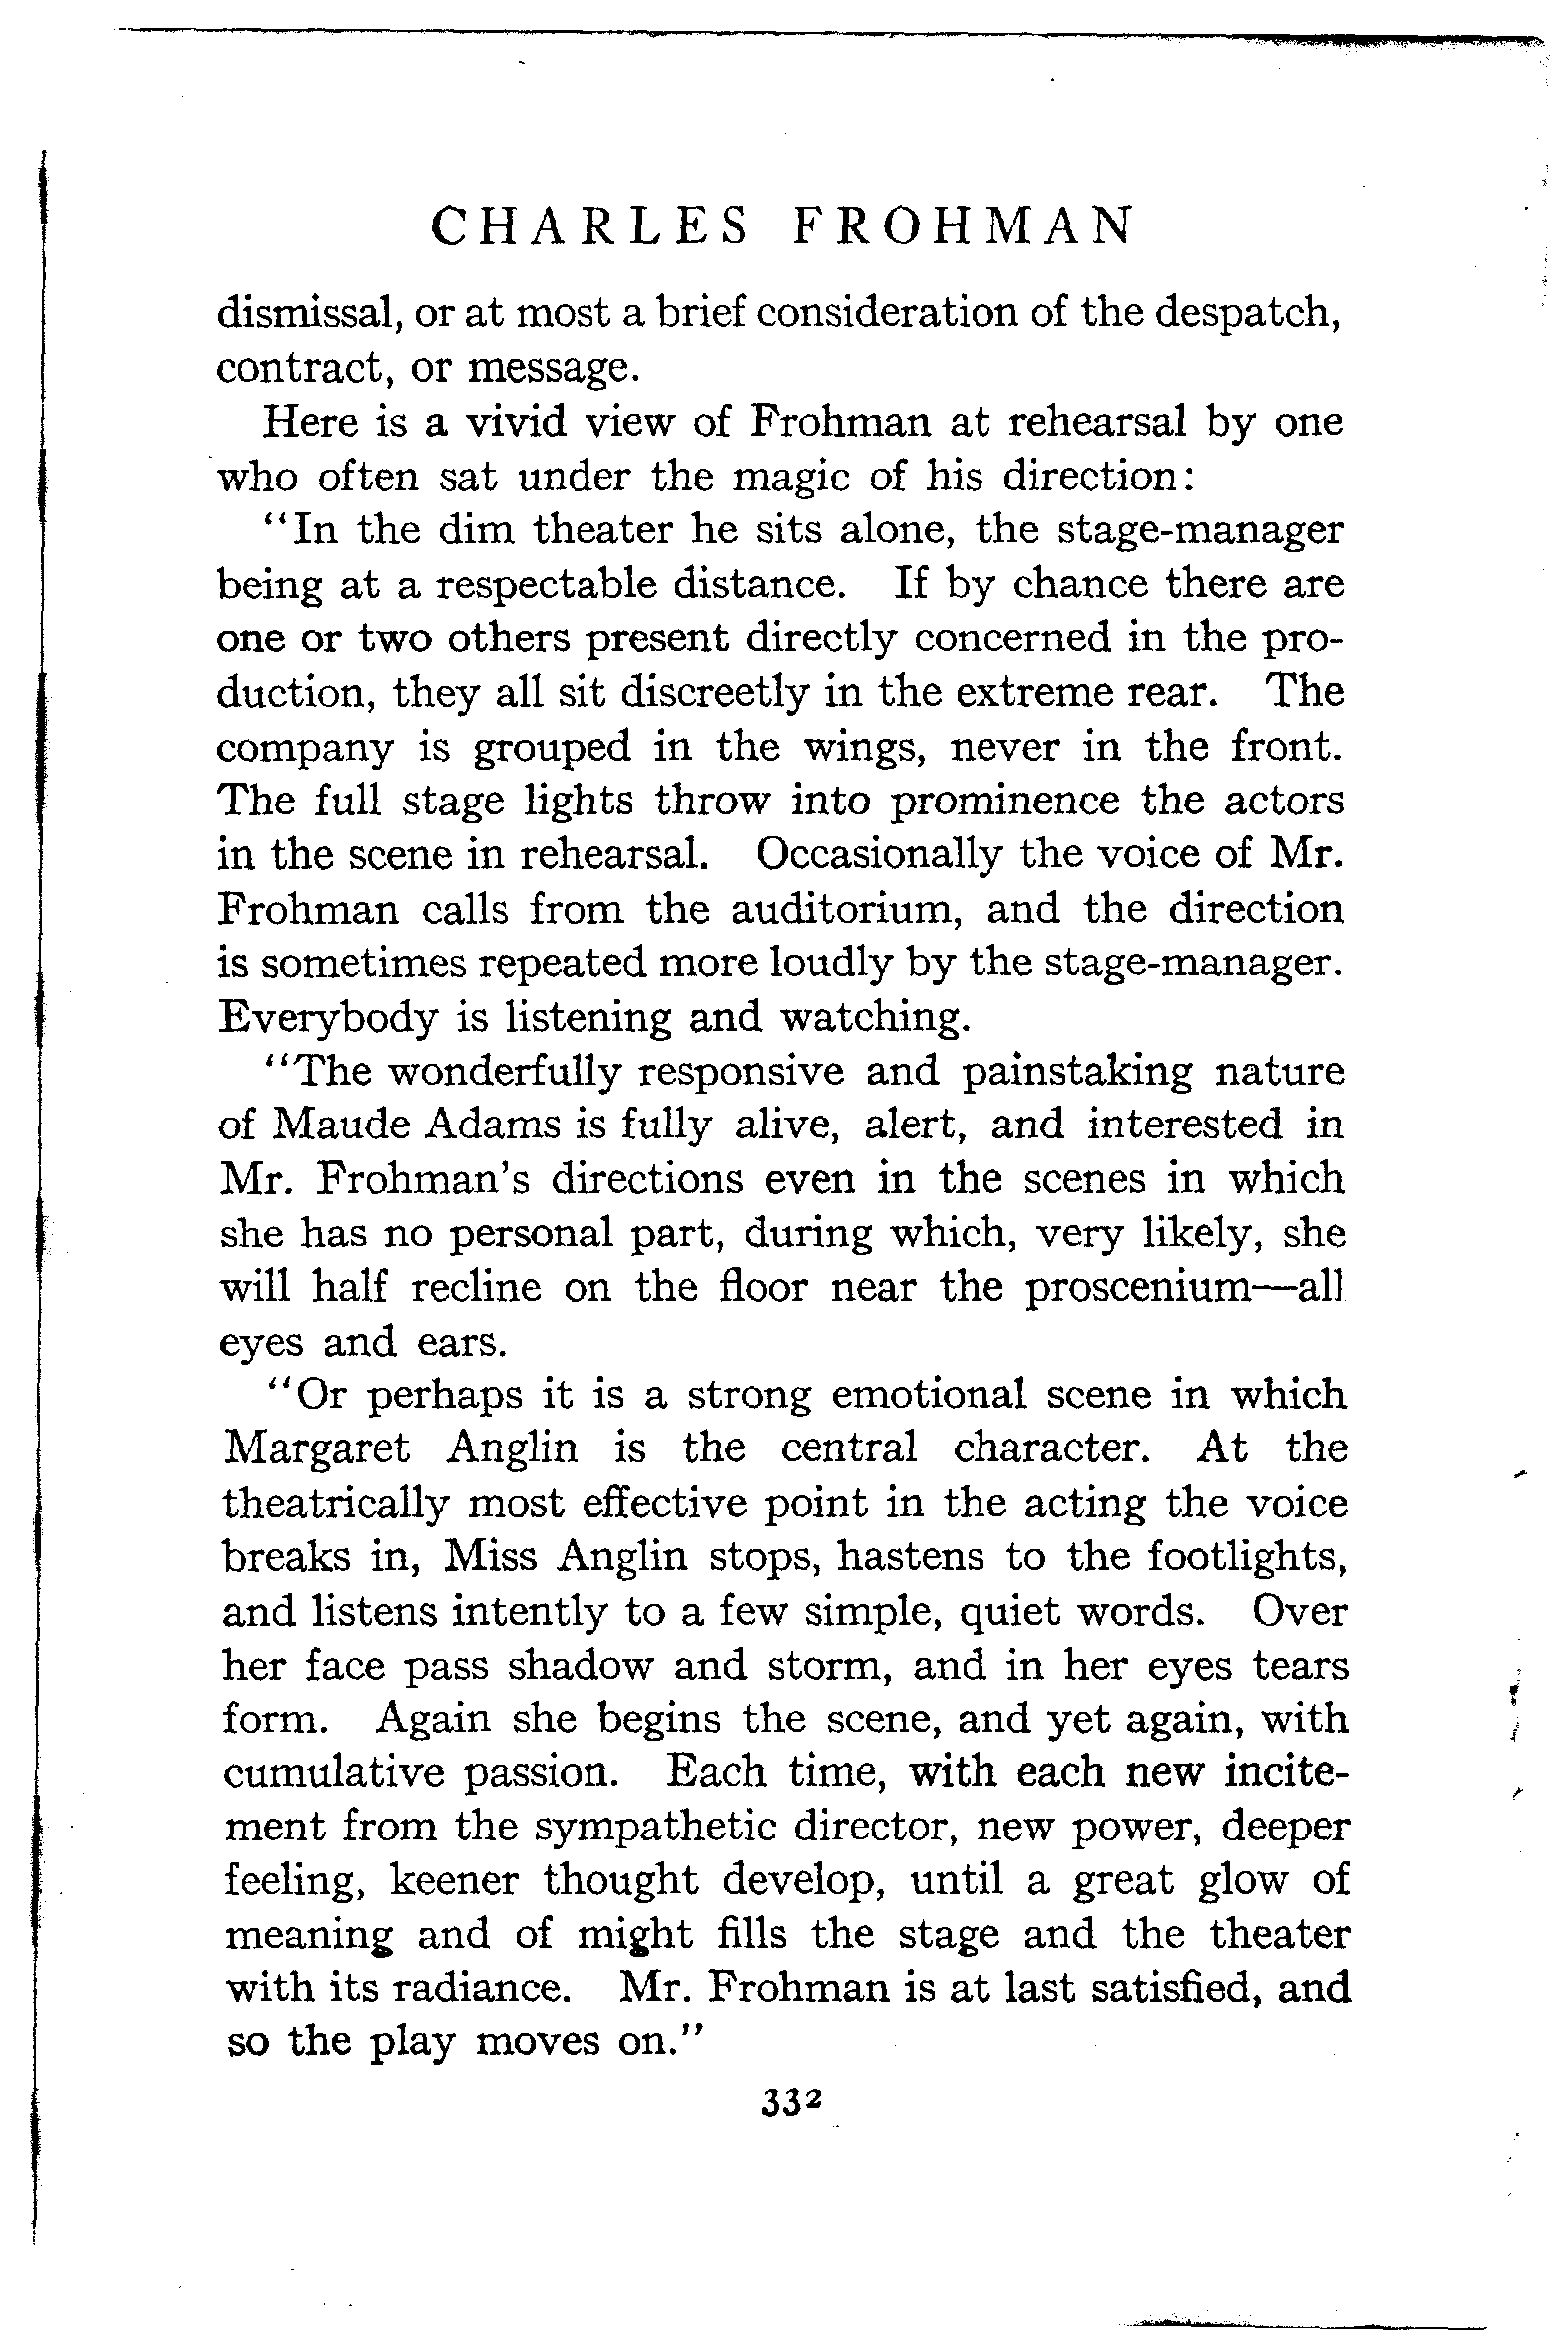 CHARLES FROHMAN
dismissal, or at most a brief consideration of the despatch,
contract, or message.
Here is a vivid view of Frohman at rehearsal by one
who often sat under the magic of his direction:
“In the dim theater he sits alone, the stage-manager
being at a respectable distance. If by chance there are
one or two others present directly concerned in the pro-
duction, they all sit discreetly in the extreme rear. The
company is grouped in the wings, never in the front.
The full stage lights throw into prominence the actors
in the scene in rehearsal. Occasionally the voice of Mr.
Frohman calls from the auditorium, and the direction
is sometimes repeated more loudly by the stage-manager.
Everybody is listening and watching.
“The wonderfully responsive and painstaking nature
of Maude Adams is fully alive, alert, and interested in
Mr. Frohman’s directions even in the scenes in which
she has no personal part, during which, very likely, she
will half recline on the floor near the proscenium—all
eyes and ears.
“Or perhaps it is a strong emotional scene in which
Margaret Anglin is the central character. At the
theatrically most effective point in the acting the voice
breaks in, Miss Anglin stops, hastens to the footlights,
and listens intently to a few simple, quiet words. Over
her face pass shadow and storm, and in her eyes tears
form. Again she begins the scene, and yet again, with
cumulative passion. Each time, with each new incite-
ment from the sympathetic director, new power, deeper
feeling, keener thought develop, until a great glow of
meaning and of might fills the stage and the theater
with its radiance. Mr. Frohman is at last satisfied, and
so the play moves on.”
332